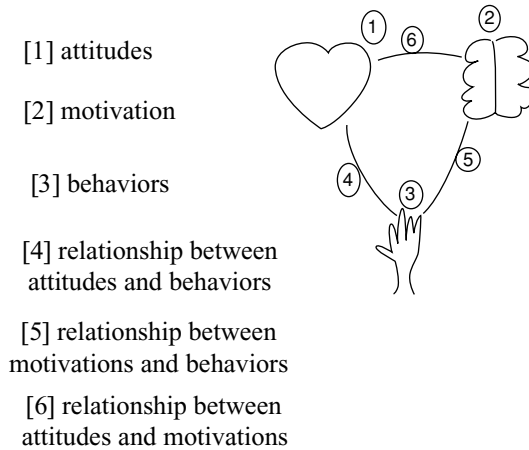 [1] attitudes
[2] motivation
[3] behaviors
[4] relationship between
attitudes and behaviors
[5] relationship between
motivations and behaviors
[6] relationship between
attitudes and motivations
1
6
2
4
3
5